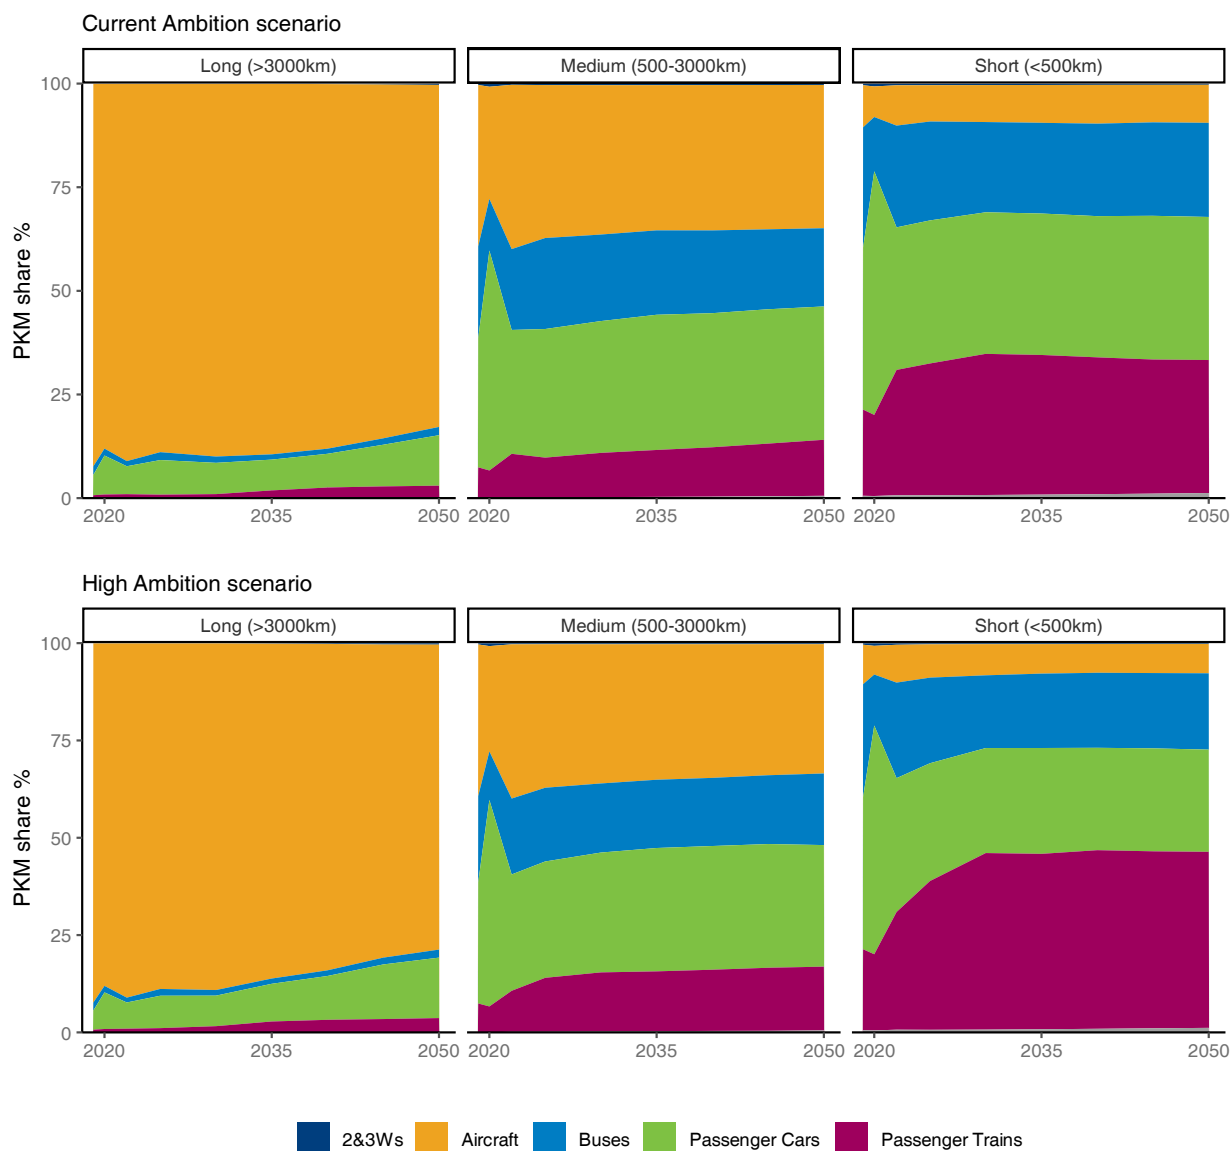 Current Ambition scenario
Long (>3000km) Medium (500-3000km) Short (<500km)
PKM share %
100
75
50
25
0
2020 2035 2050 2020 2035 2050 2020 2035 2050
High Ambition scenario
Long (>3000km) Medium (500-3000km) Short (<500km)
PKM share %
100
75
50
25
0
2020 2035 2050 2020 2035 2050 2020 2035 2050
2&3Ws Aircraft Buses Passenger Cars Passenger Trains